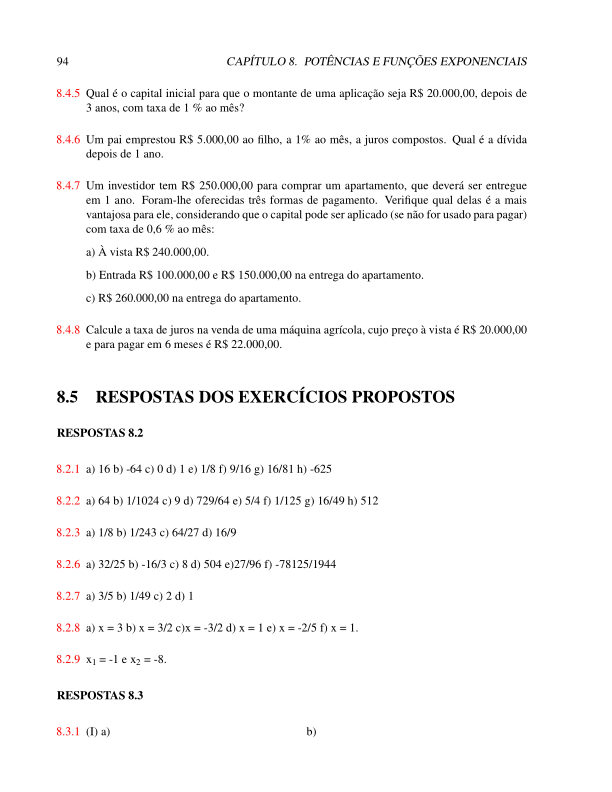 94 CAPÍTULO 8. POTÊNCIAS E FUNÇÕES EXPONENCIAIS
8.4.5 Qual é o capital inicial para que o montante de uma aplicação seja R$ 20.000,00, depois de
3 anos, com taxa de 1 % ao mês?
8.4.6 Um pai emprestou R$ 5.000,00 ao filho, a 1% ao mês, a juros compostos. Qual é a dívida
depois de 1 ano.
8.4.7 Um investidor tem R$ 250.000,00 para comprar um apartamento, que deverá ser entregue
em 1 ano. Foram-lhe oferecidas três formas de pagamento. Verifique qual delas é a mais
vantajosa para ele, considerando que o capital pode ser aplicado (se não for usado para pagar)
com taxa de 0,6 % ao mês:
a) À vista R$ 240.000,00.
b) Entrada R$ 100.000,00 e R$ 150.000,00 na entrega do apartamento.
c) R$ 260.000,00 na entrega do apartamento.
8.4.8 Calcule a taxa de juros na venda de uma máquina agrícola, cujo preço à vista é R$ 20.000,00
e para pagar em 6 meses é R$ 22.000,00.
8.5 RESPOSTAS DOS EXERCÍCIOS PROPOSTOS
RESPOSTAS 8.2
8.2.1 a) 16 b) -64 c) 0 d) 1 e) 1/8 f) 9/16 g) 16/81 h) -625
8.2.2 a) 64 b) 1/1024 c) 9 d) 729/64 e) 5/4 f) 1/125 g) 16/49 h) 512
8.2.3 a) 1/8 b) 1/243 c) 64/27 d) 16/9
8.2.6 a) 32/25 b) -16/3 c) 8 d) 504 e)27/96 f) -78125/1944
8.2.7 a) 3/5 b) 1/49 c) 2 d) 1
8.2.8 a) x = 3 b) x = 3/2 c)x = -3/2 d) x = 1 e) x = -2/5 f) x = 1.
8.2.9 x₁ = -1 e x₂ = -8.
RESPOSTAS 8.3
8.3.1 (I) a) b)